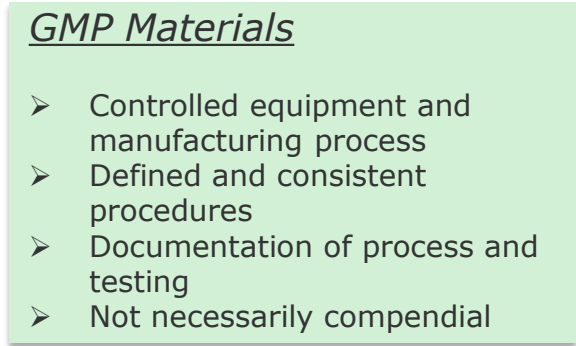 GMP Materials
➢ Controlled equipment and
manufacturing process
➢ Defined and consistent
procedures
➢ Documentation of process and
testing
➢ Not necessarily compendial